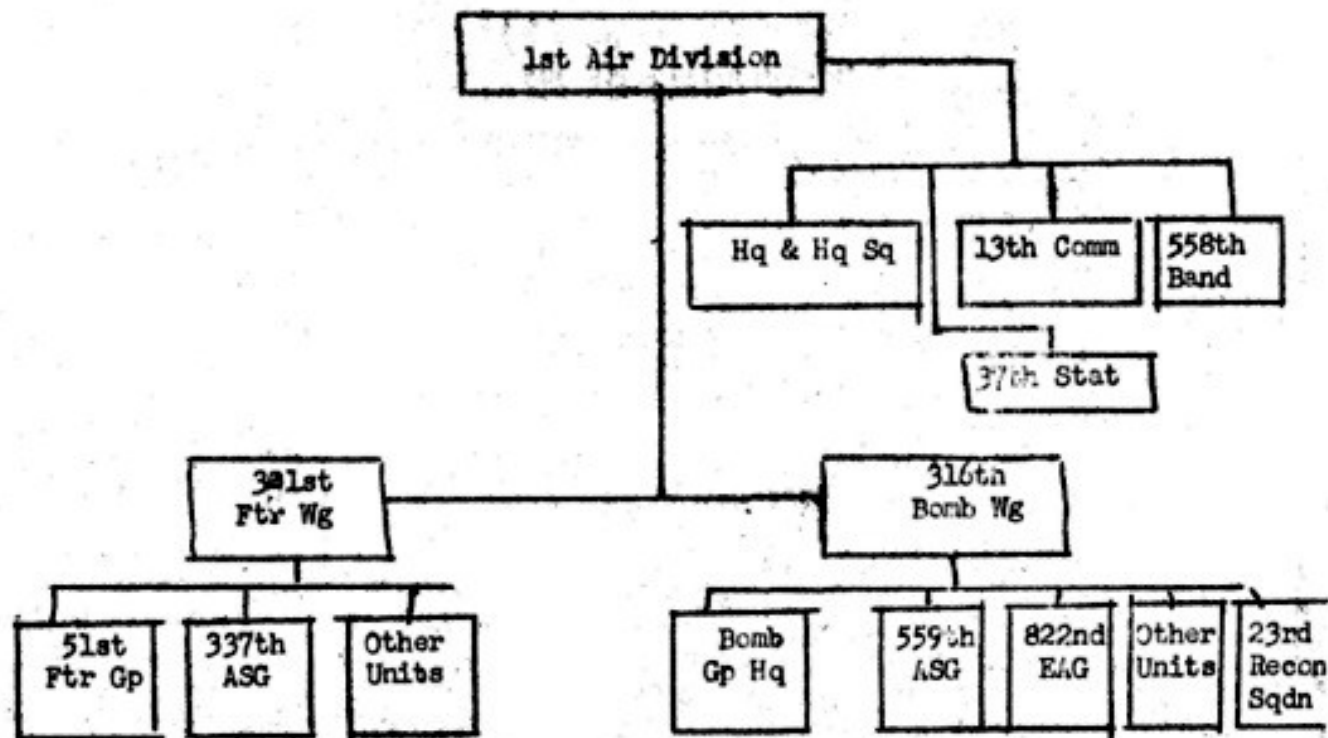 1st Air Division
Hq & Hq Sq
13th Comm
558th
Band
37th Stat
301st
Ftr Wg
316th
Bomb Wg
51st
Ftr Gp
337th
ASG
Other
Units
Bomb
Gp Hq
559th
ASG
822nd
EAG
Other
Units
23rd
Recon
Sqdn